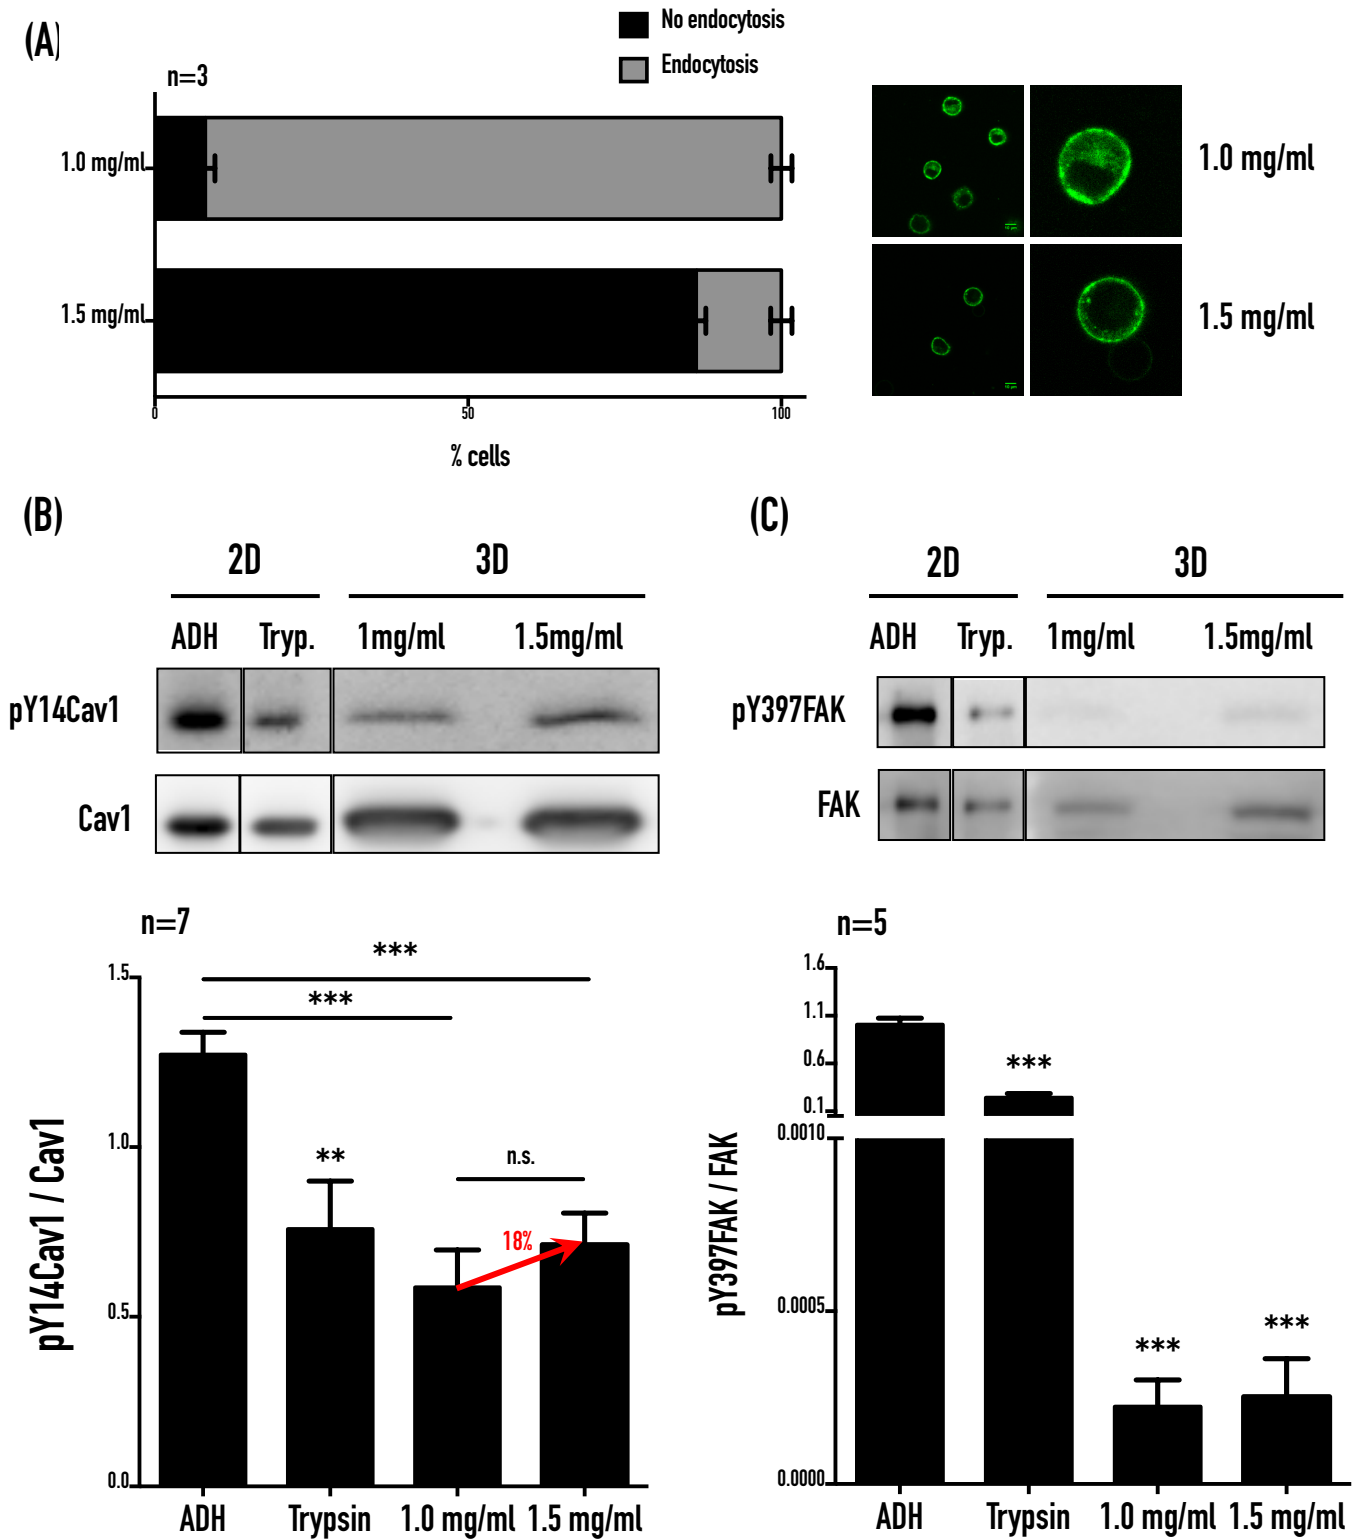 (A)
No endocytosis
Endocytosis
n=3
1.0 mg/ml
1.5 mg/ml
0 50 100
% cells
1.0 mg/ml
1.5 mg/ml
(B)
2D 3D
ADH Tryp. 1mg/ml 1.5mg/ml
pY14Cav1
Cav1
n=7
***
***
**
n.s.
18%
1.5
1.0
0.5
0.0
pY14Cav1 / Cav1
ADH Trypsin 1.0 mg/ml 1.5 mg/ml
(C)
2D 3D
ADH Tryp. 1mg/ml 1.5mg/ml
pY397FAK
FAK
n=5
1.6
1.1
0.6
0.1
0.0010
0.0005
0.0000
***
***
***
pY397FAK / FAK
ADH Trypsin 1.0 mg/ml 1.5 mg/ml